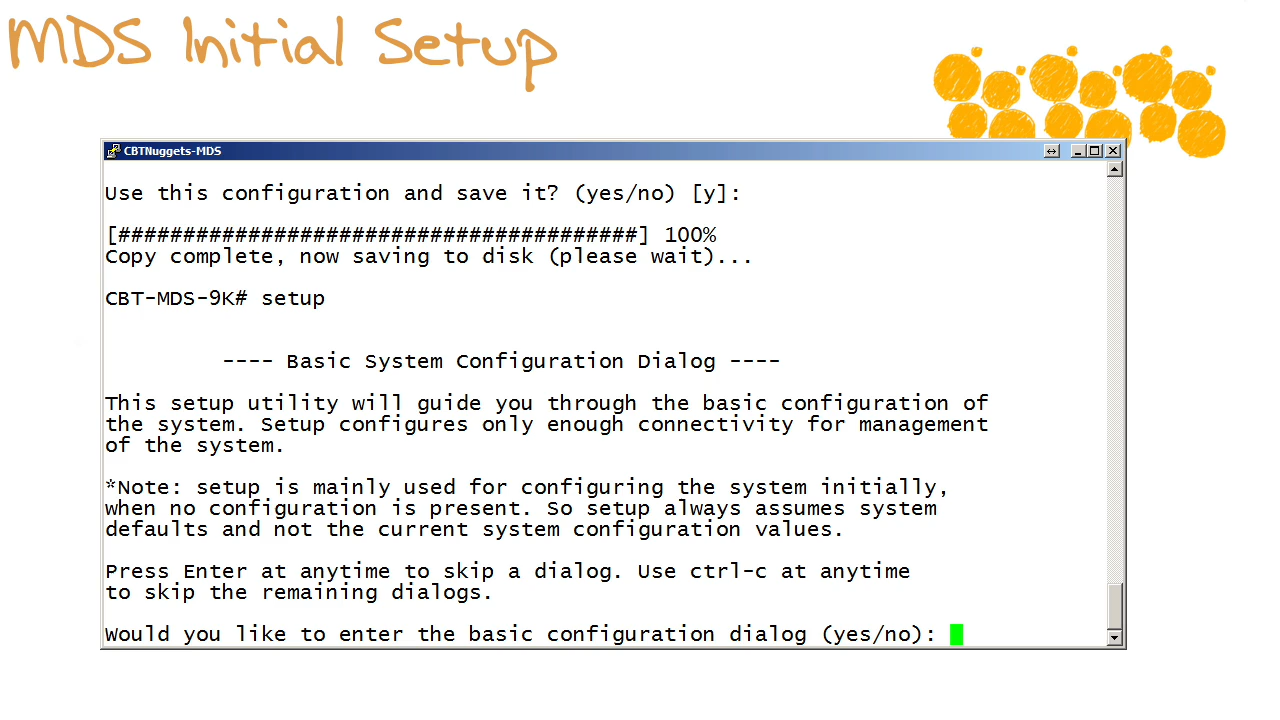 MDS Initial Setup
CBTNuggets-MDS
Use this configuration and save it? (yes/no) [y]:
[########################################] 100%
Copy complete, now saving to disk (please wait)...
CBT-MDS-9K# setup
---- Basic System Configuration Dialog ----
This setup utility will guide you through the basic configuration of
the system. Setup configures only enough connectivity for management
of the system.
*Note: setup is mainly used for configuring the system initially,
when no configuration is present. So setup always assumes system
defaults and not the current system configuration values.
Press Enter at anytime to skip a dialog. Use ctrl-c at anytime
to skip the remaining dialogs.
Would you like to enter the basic configuration dialog (yes/no):